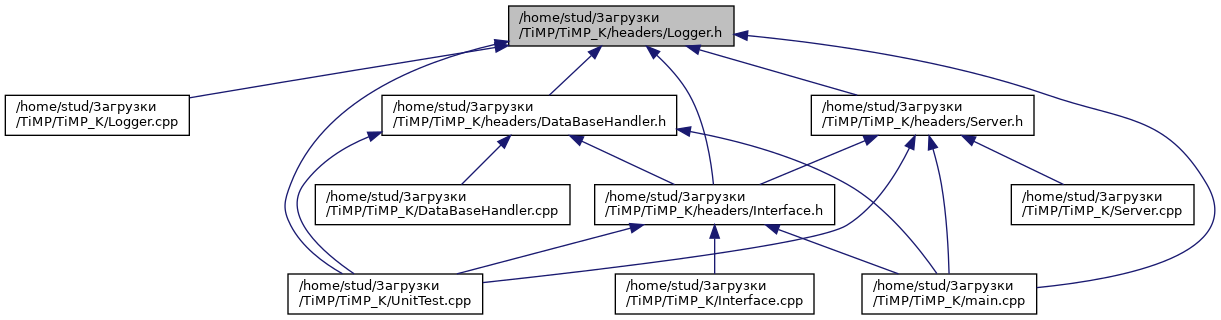 /home/stud/Загрузки
/TiMP/TiMP_K/headers/Logger.h
/home/stud/Загрузки
/TiMP/TiMP_K/Logger.cpp
/home/stud/Загрузки
/TiMP/TiMP_K/headers/DataBaseHandler.h
/home/stud/Загрузки
/TiMP/TiMP_K/headers/Server.h
/home/stud/Загрузки
/TiMP/TiMP_K/DataBaseHandler.cpp
/home/stud/Загрузки
/TiMP/TiMP_K/headers/Interface.h
/home/stud/Загрузки
/TiMP/TiMP_K/Server.cpp
/home/stud/Загрузки
/TiMP/TiMP_K/UnitTest.cpp
/home/stud/Загрузки
/TiMP/TiMP_K/Interface.cpp
/home/stud/Загрузки
/TiMP/TiMP_K/main.cpp